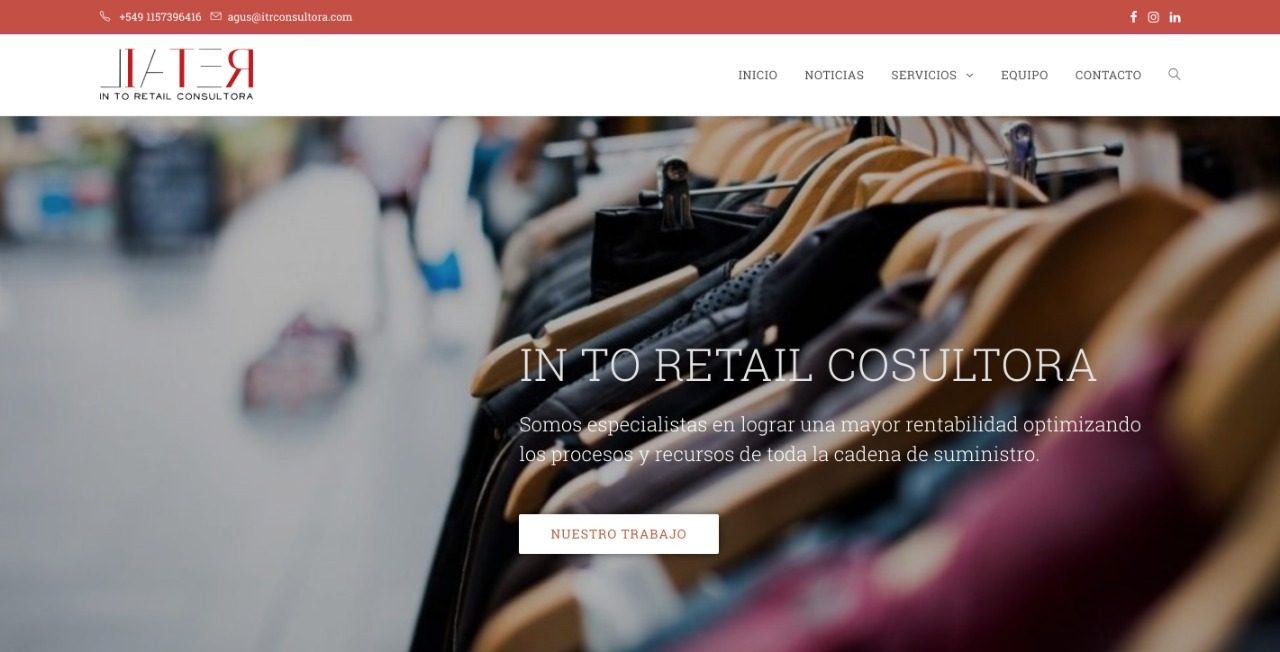 +549 1157396416 agus@itrconsultora.com
IN TO RETAIL CONSULTORA
INICIO NOTICIAS SERVICIOS EQUIPO CONTACTO
IN TO RETAIL COSULTORA
Somos especialistas en lograr una mayor rentabilidad optimizando
los procesos y recursos de toda la cadena de suministro.
NUESTRO TRABAJO